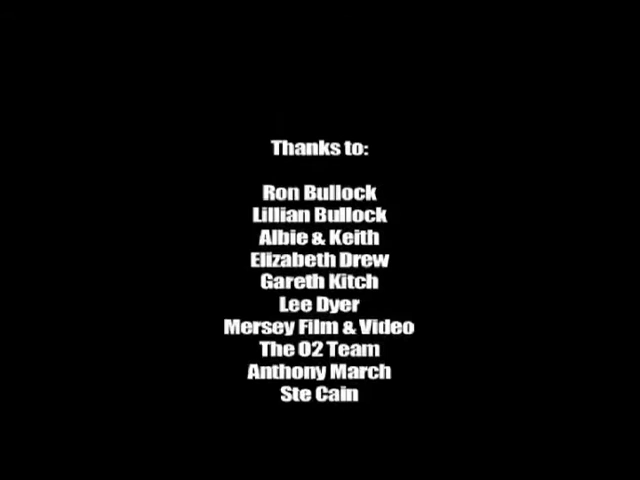 Thanks to:
Ron Bullock
Lillian Bullock
Albie & Keith
Elizabeth Drew
Gareth Kitch
Lee Dyer
Mersey Film & Video
The O2 Team
Anthony March
Ste Cain